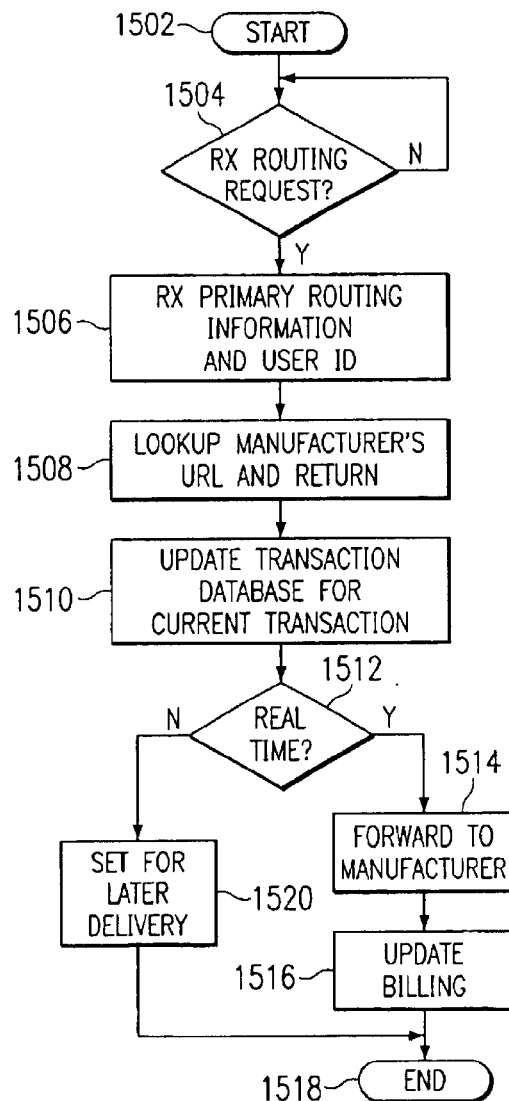 1502
START
1504
RX ROUTING
REQUEST?
N
Y
1506
RX PRIMARY ROUTING
INFORMATION
AND USER ID
1508
LOOKUP MANUFACTURER'S
URL AND RETURN
1510
UPDATE TRANSACTION
DATABASE FOR
CURRENT TRANSACTION
1512
N
REAL
TIME?
Y
1514
FORWARD TO
MANUFACTURER
SET FOR
LATER
DELIVERY
1520
1516
UPDATE
BILLING
1518
END